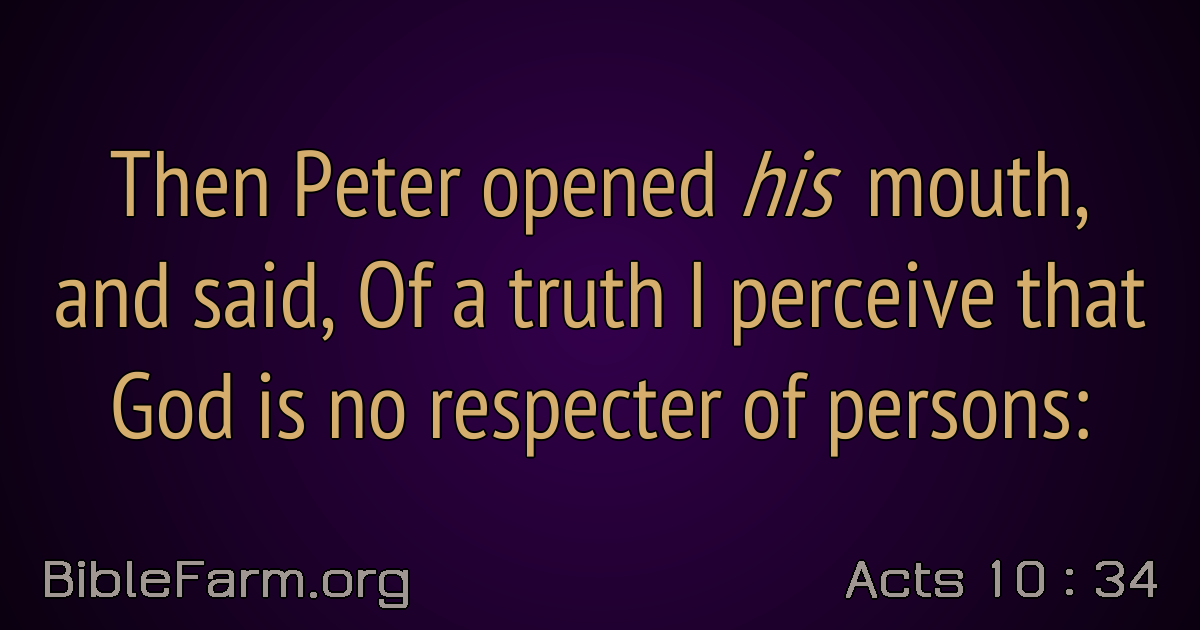 Then Peter opened his mouth,
and said, Of a truth I perceive that
God is no respecter of persons:
BibleFarm.org
Acts 10 : 34